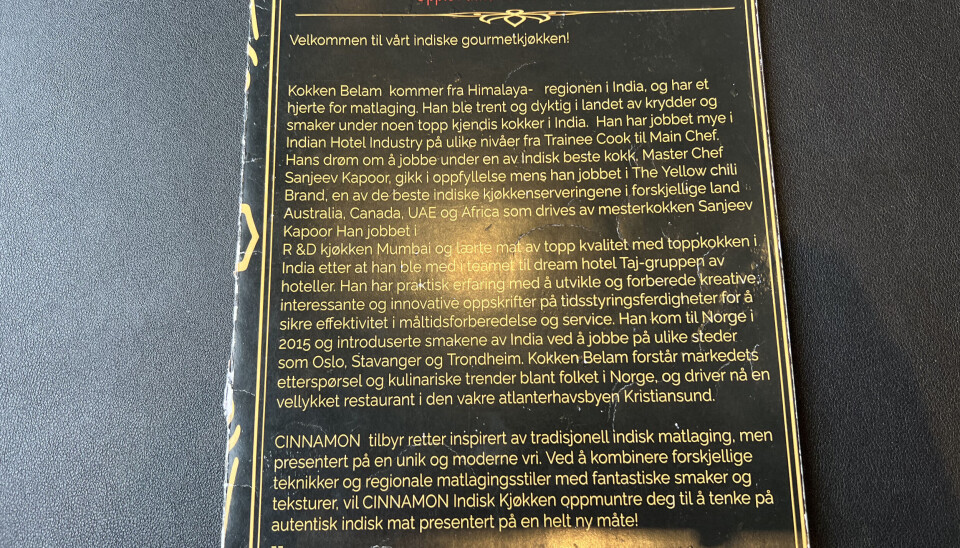 Velkommen til vårt indiske gourmetkjøkken!
Kokken Belam kommer fra Himalaya- regionen i India, og har et
hjerte for matlaging. Han ble trent og dyktig i landet av krydder og
smaker under noen topp kjendis kokker i India. Han har jobbet mye i
Indian Hotel Industry på ulike nivåer fra Trainee Cook til Main Chef.
Hans drøm om å jobbe under en av Indisk beste kokk, Master Chef
Sanjeev Kapoor, gikk i oppfyllelse mens han jobbet i The Yellow chili
Brand, en av de beste indiske kjøkkenserveringene i forskjellige land
Australia, Canada, UAE og Africa som drives av mesterkokken Sanjeev
Kapoor Han jobbet i
R &D kjøkken Mumbai og lærte mat av topp kvalitet med toppkokken i
India etter at han ble med i teamet til dream hotel Taj-gruppen av
hoteller. Han har praktisk erfaring med å utvikle og forberede kreative,
interessante og innovative oppskrifter på tidsstyringsferdigheter for å
sikre effektivitet i måltidsforberedelse og service. Han kom til Norge i
2015 og introduserte smakene av India ved å jobbe på ulike steder
som Oslo, Stavanger og Trondheim. Kokken Belam forstår markedets
etterspørsel og kulinariske trender blant folket i Norge, og driver nå en
vellykket restaurant i den vakre atlanterhavsbyen Kristiansund.
CINNAMON tilbyr retter inspirert av tradisjonell indisk matlaging, men
presentert på en unik og moderne vri. Ved å kombinere forskjellige
teknikker og regionale matlagingsstiler med fantastiske smaker og
teksturer, vil CINNAMON Indisk Kjøkken oppmuntre deg til å tenke på
autentisk indisk mat presentert på en helt ny måte!